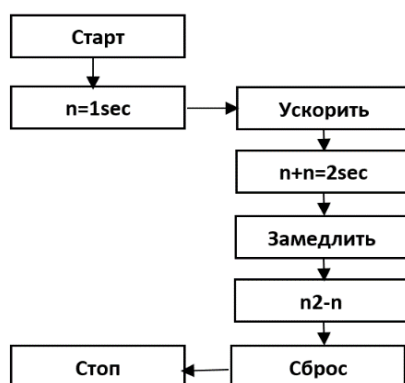 Старт
n=1sec
Ускорить
n+n=2sec
Замедлить
n2-n
Сброс
Стоп